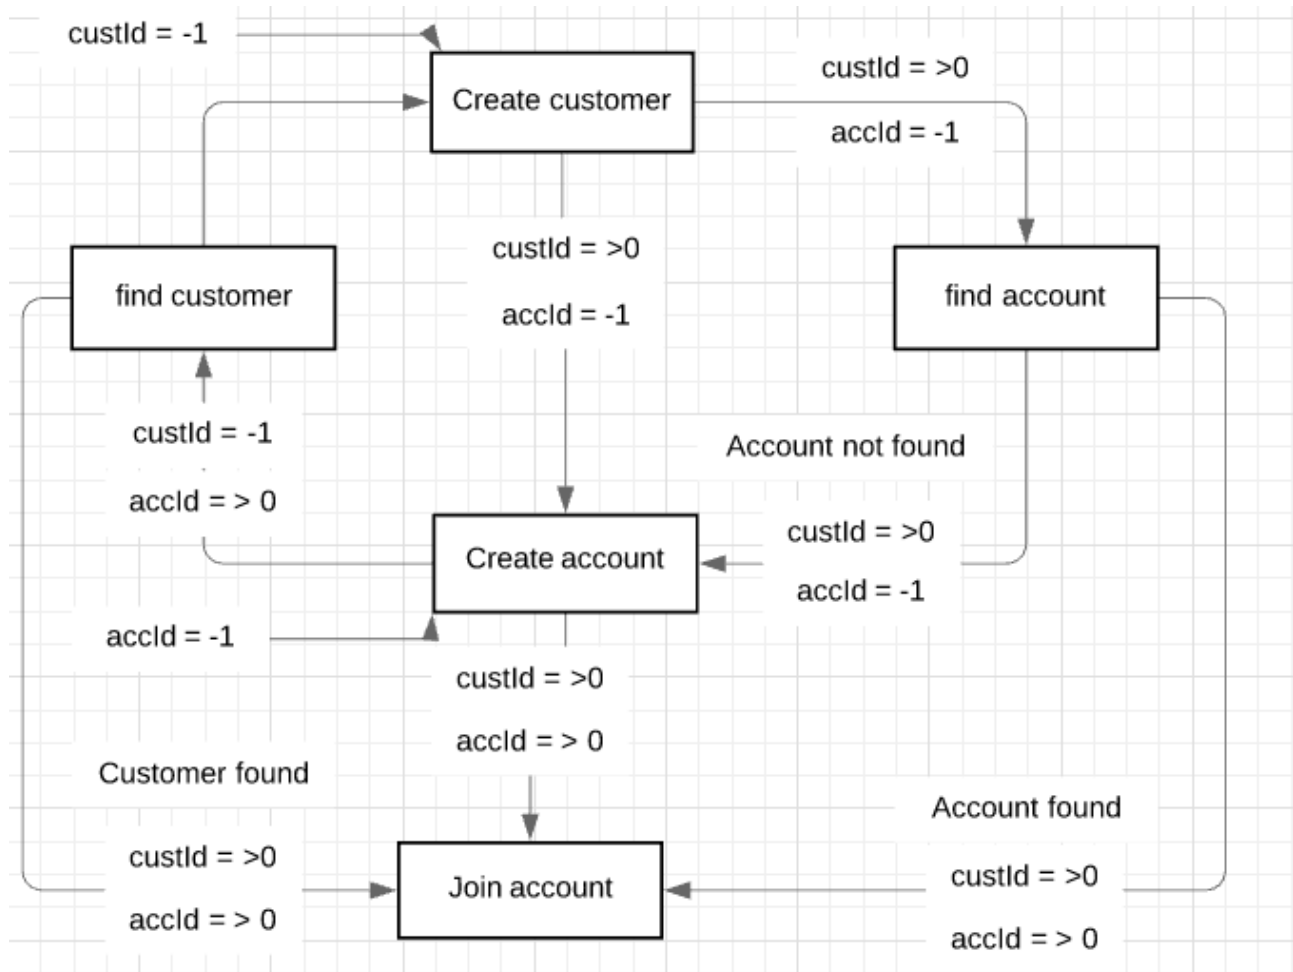 custId = -1
Create customer
custId = >0
accId = -1
custId = >0
accId = -1
find customer
find account
custId = -1
accId = > 0
Account not found
custId = >0
accId = -1
Create account
accId = -1
custId = >0
accId = > 0
Customer found
custId = >0
accId = > 0
Join account
Account found
custId = >0
accId = > 0